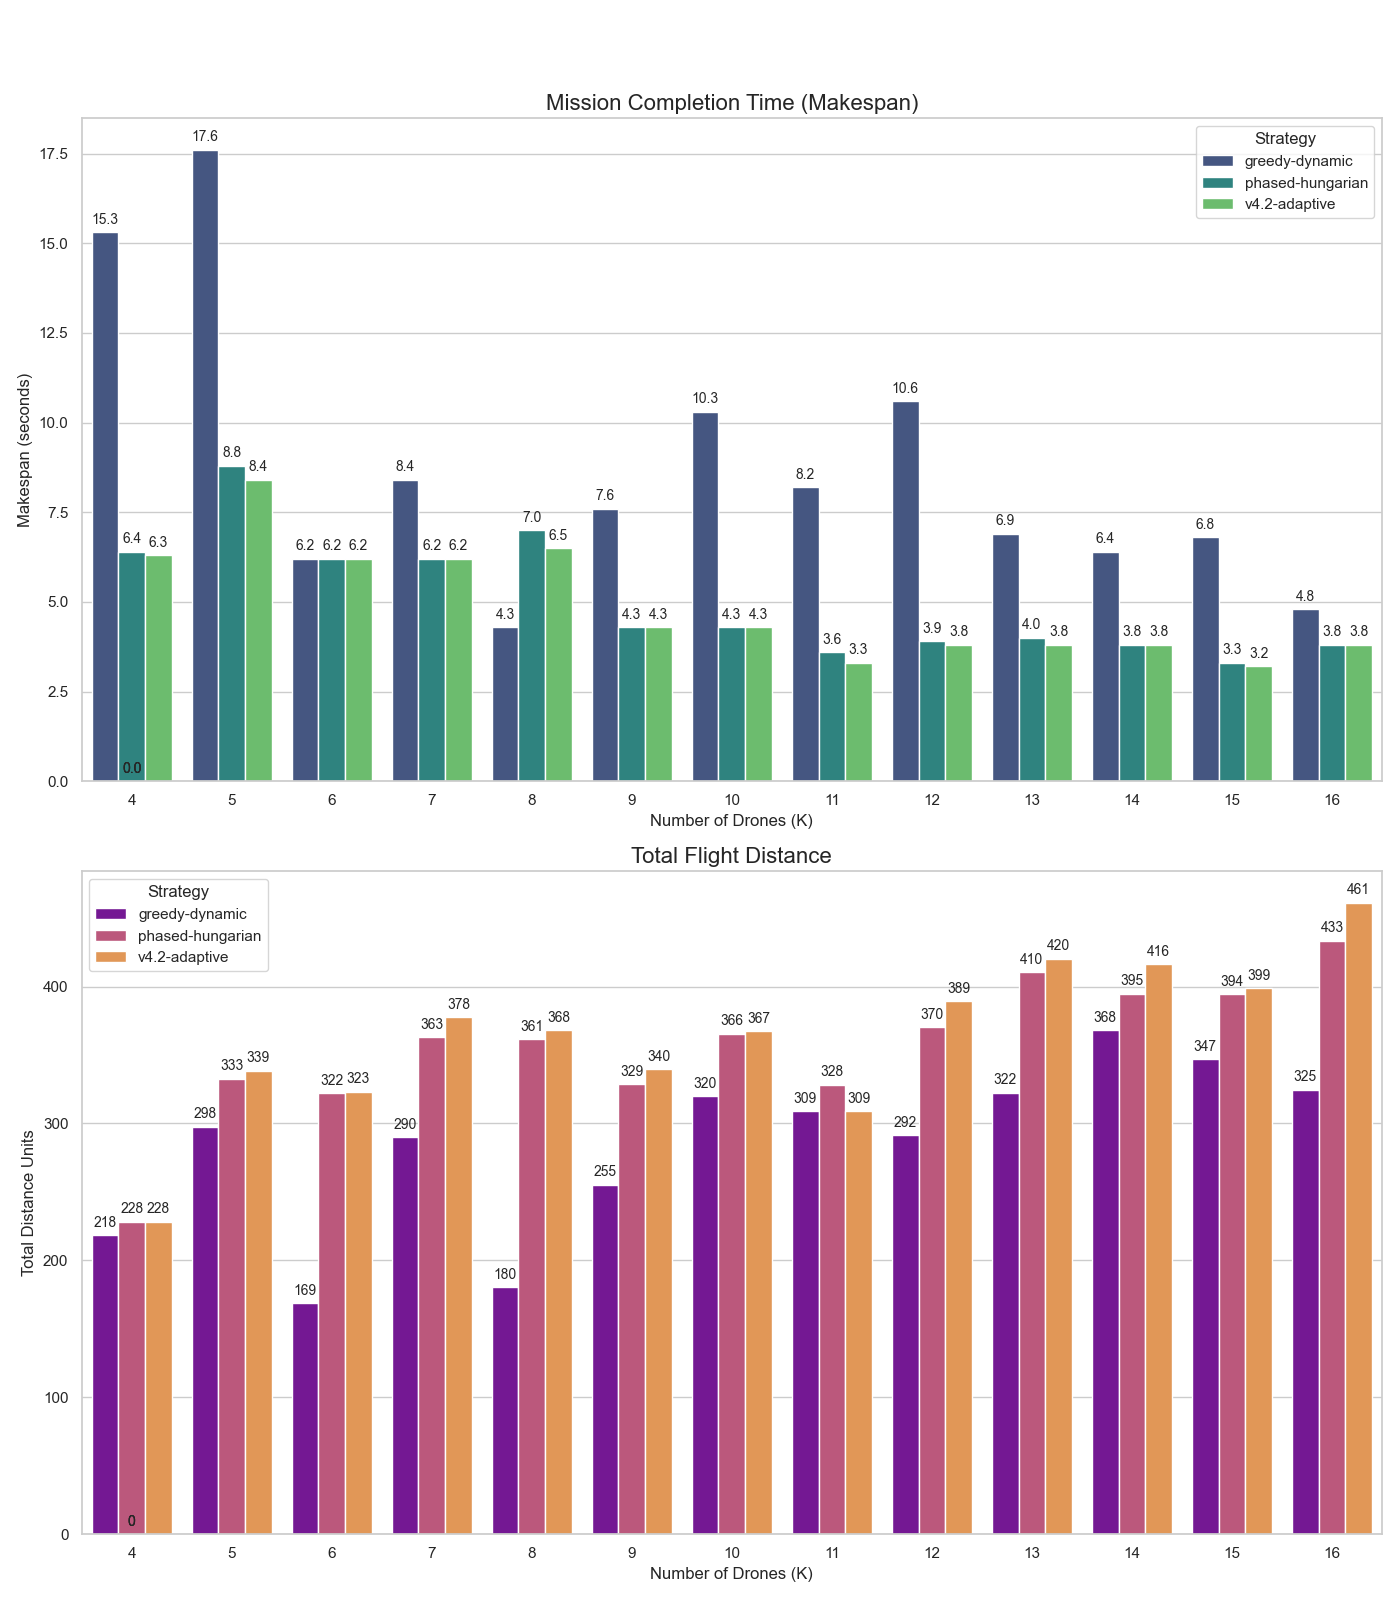 Mission Completion Time (Makespan)
Strategy
greedy-dynamic
phased-hungarian
v4.2-adaptive
Makespan (seconds)
17.5
15.0
12.5
10.0
7.5
5.0
2.5
0.0
15.3 6.4 6.3
17.6 8.8 8.4
6.2 6.2 6.2
8.4 6.2 6.2
4.3 7.0 6.5
7.6 4.3 4.3
10.3 4.3 4.3
8.2 3.6 3.3
10.6 3.9 3.8
6.9 4.0 3.8
6.4 3.8 3.8
6.8 3.3 3.2
4.8 3.8 3.8
0.0
4 5 6 7 8 9 10 11 12 13 14 15 16
Number of Drones (K)
Total Flight Distance
Strategy
greedy-dynamic
phased-hungarian
v4.2-adaptive
Total Distance Units
400
300
200
100
0
218 228 228
298 333 339
169 322 323
290 363 378
180 361 368
255 329 340
320 366 367
309 328 309
292 370 389
322 410 420
368 395 416
347 394 399
325 433 461
0
4 5 6 7 8 9 10 11 12 13 14 15 16
Number of Drones (K)